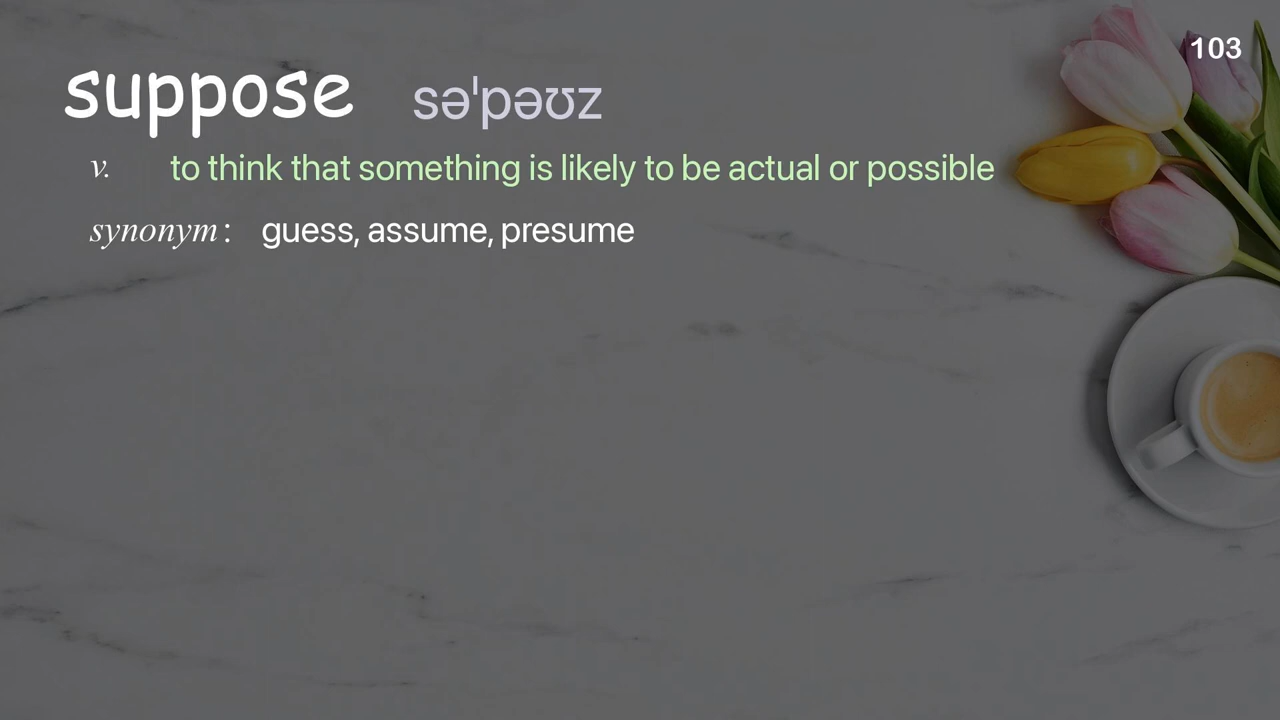 103
suppose səˈpəʊz
v. to think that something is likely to be actual or possible
synonym : guess, assume, presume